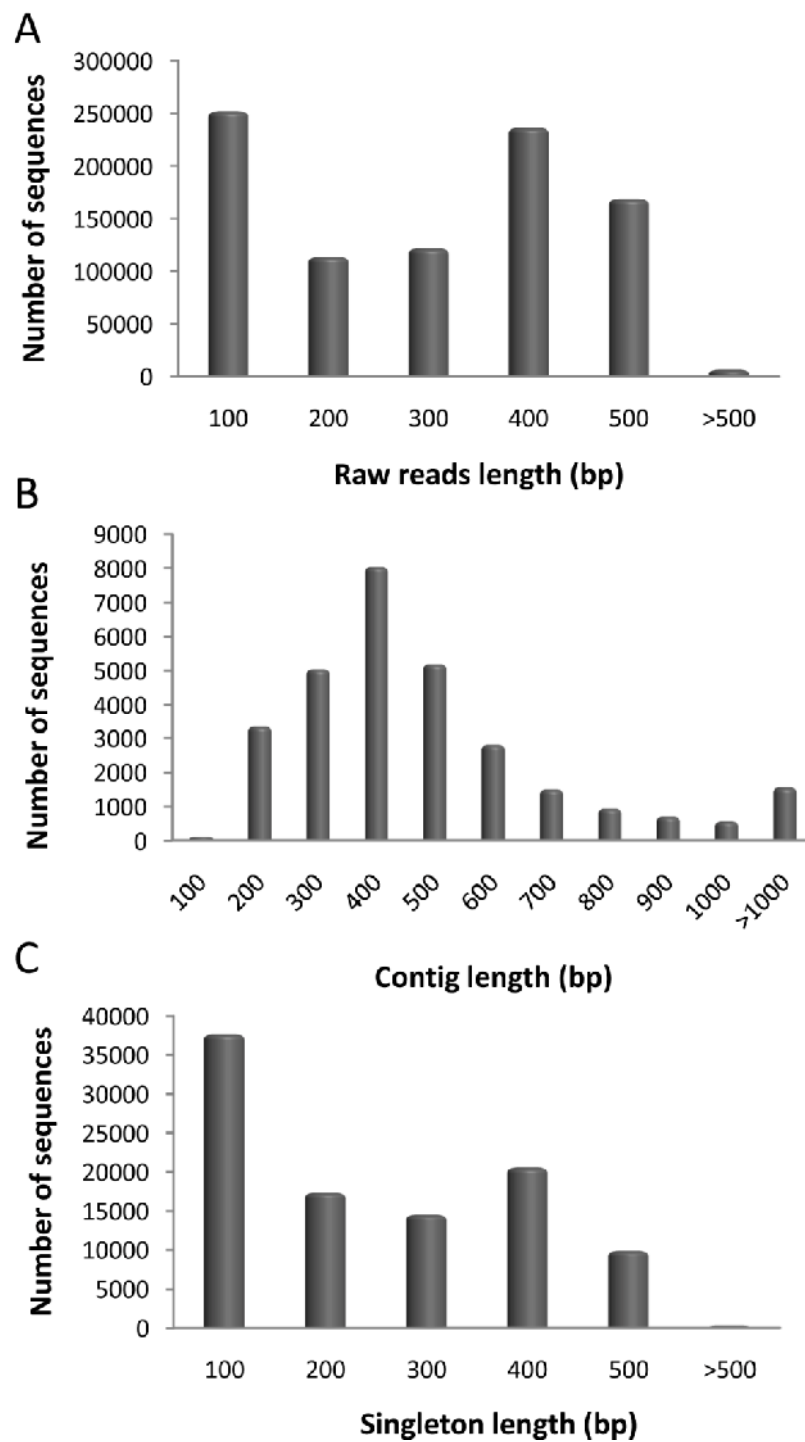 A
Number of sequences
300000
250000
200000
150000
100000
50000
0
100 200 300 400 500 >500
Raw reads length (bp)
B
Number of sequences
9000
8000
7000
6000
5000
4000
3000
2000
1000
0
100 200 300 400 500 600 700 800 900 1000 >1000
Contig length (bp)
C
Number of sequences
40000
35000
30000
25000
20000
15000
10000
5000
0
100 200 300 400 500 >500
Singleton length (bp)